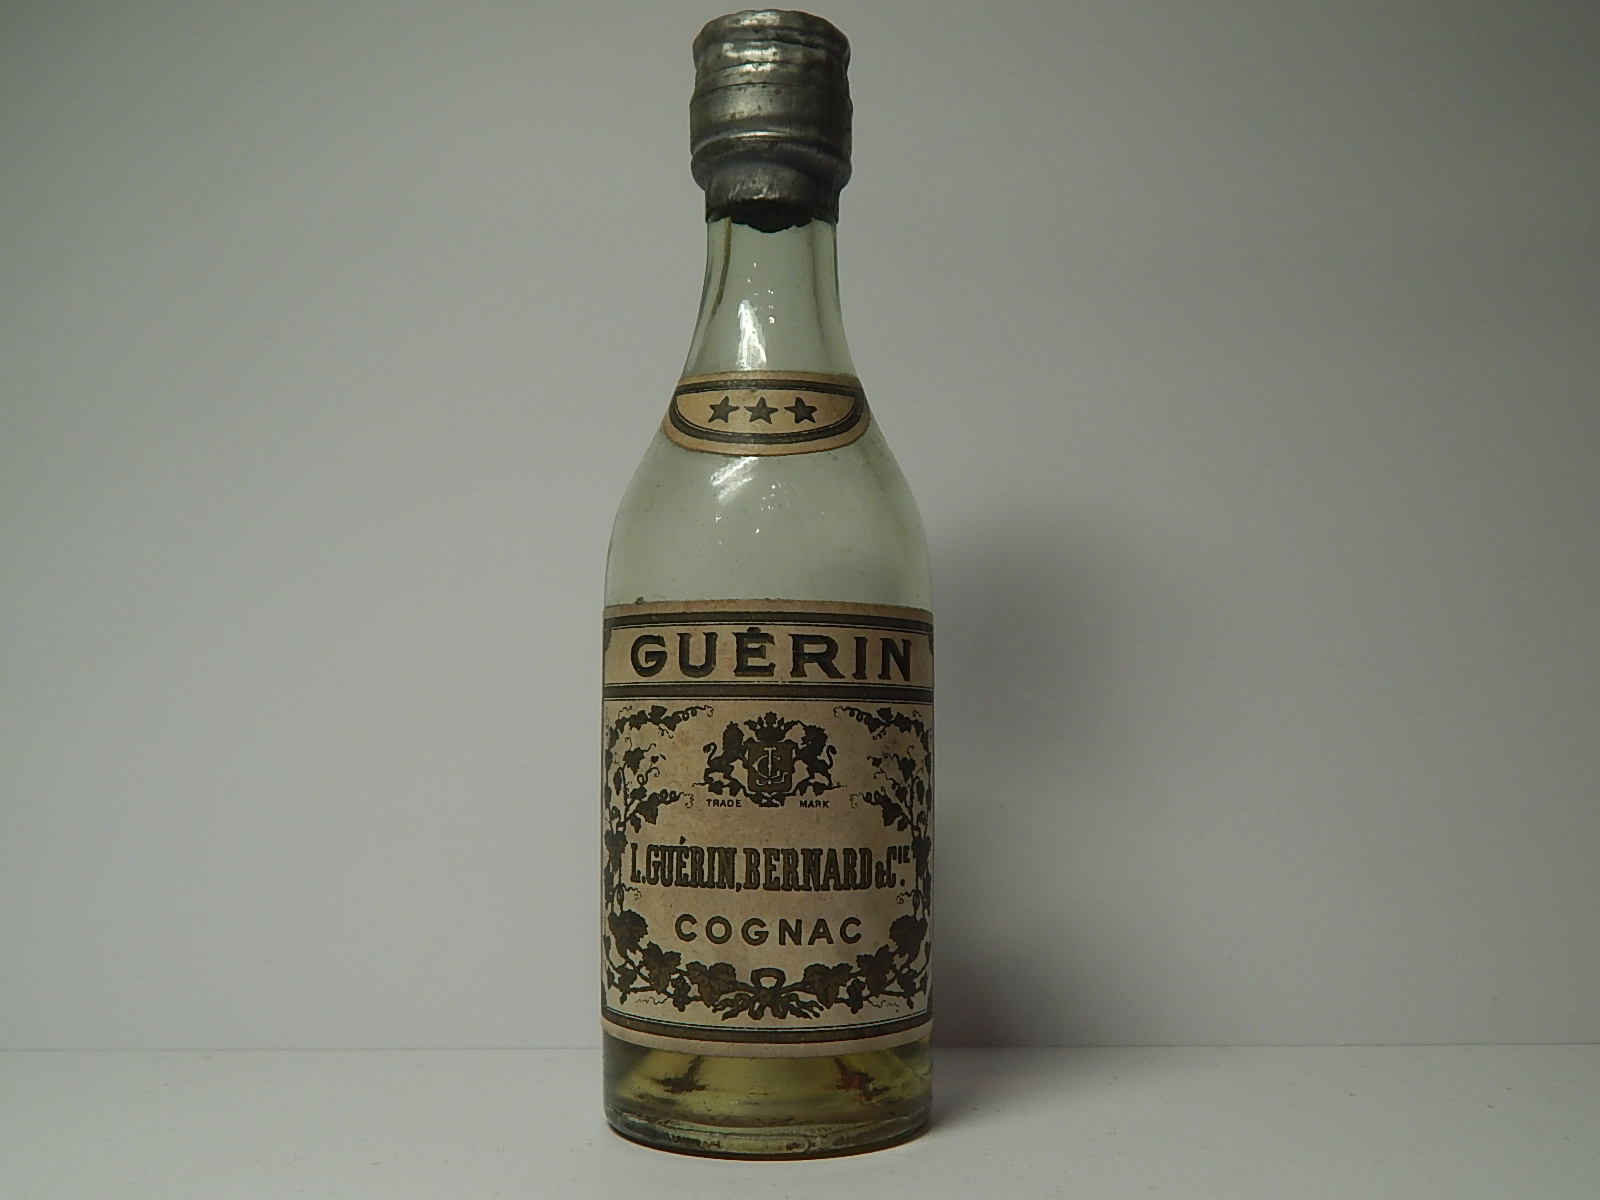 ★★★
GUÉRIN
TRADE MARK
L. GUÉRIN, BERNARD & CIE.
COGNAC